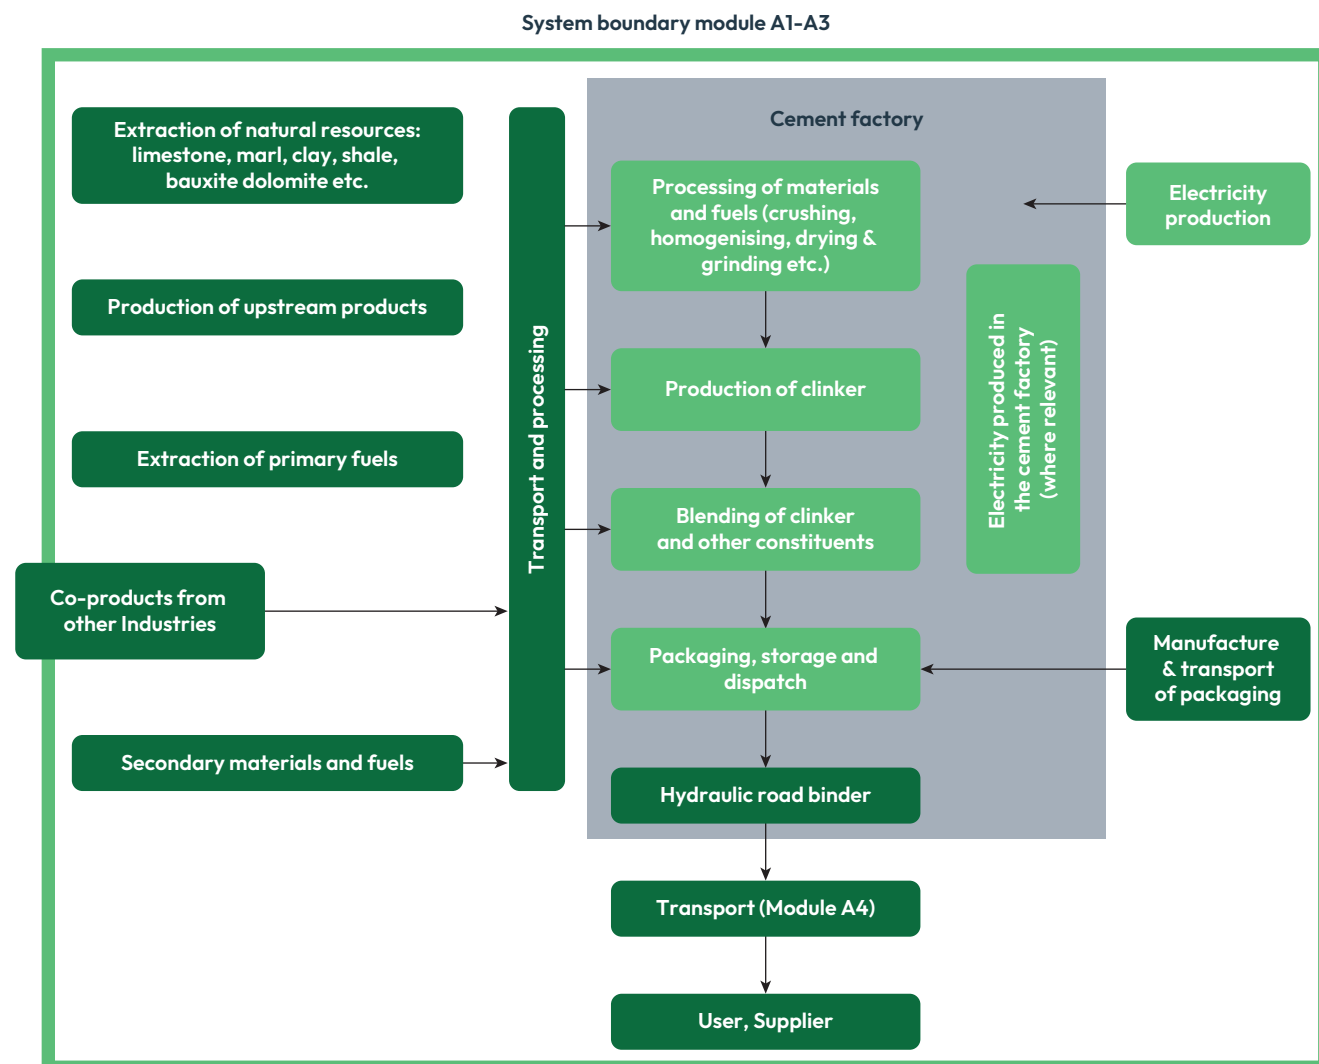 System boundary module A1-A3
Extraction of natural resources:
limestone, marl, clay, shale,
bauxite dolomite etc.
Production of upstream products
Extraction of primary fuels
Co-products from
other Industries
Secondary materials and fuels
Transport and processing
Cement factory
Processing of materials
and fuels (crushing,
homogenising, drying &
grinding etc.)
Production of clinker
Blending of clinker
and other constituents
Packaging, storage and
dispatch
Hydraulic road binder
Transport (Module A4)
User, Supplier
Electricity produced in
the cement factory
(where relevant)
Electricity
production
Manufacture
& transport
of packaging